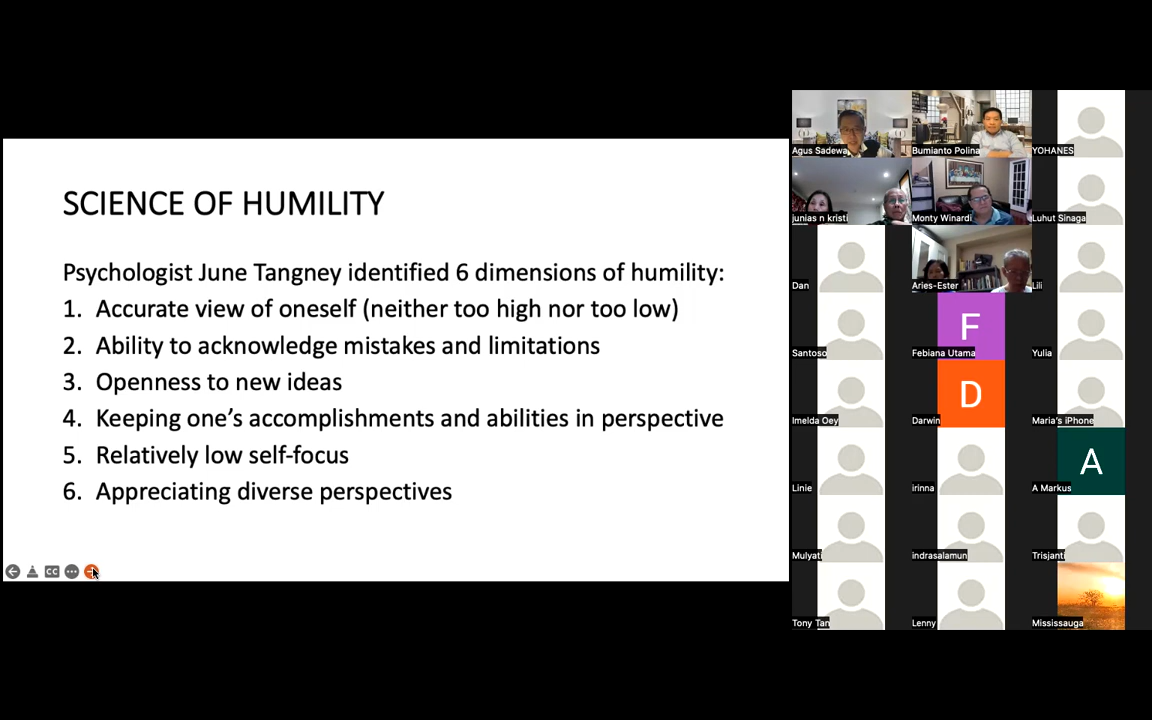 SCIENCE OF HUMILITY
Psychologist June Tangney identified 6 dimensions of humility:
1. Accurate view of oneself (neither too high nor too low)
2. Ability to acknowledge mistakes and limitations
3. Openness to new ideas
4. Keeping one’s accomplishments and abilities in perspective
5. Relatively low self-focus
6. Appreciating diverse perspectives
CC
Agus Sadewa
Bumianto Polina
YOHANES
junias n kristi
Monty Winardi
Luhut Sinaga
Dan
Aries-Ester
Lili
Santoso
F
Febiana Utama
Yulia
Imelda Oey
D
Darwin
Maria's iPhone
Linie
irinna
A
A Markus
Mulyati
indrasalamun
Trisjanti
Tony Tan
Lenny
Mississauga